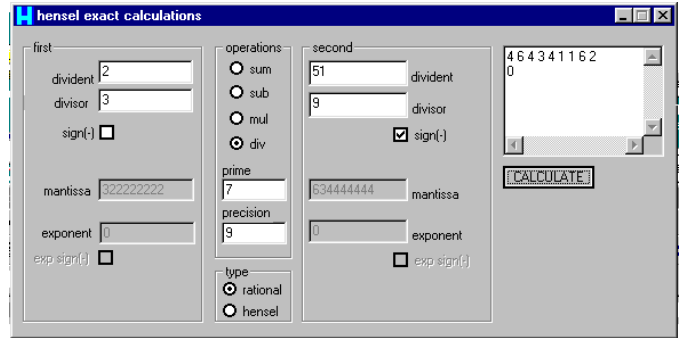 hensel exact calculations
first
divident 2
divisor 3
sign(-)
mantissa 322222222
exponent 0
exp sign(-)
operations
sum
sub
mul
div
prime
7
precision
9
type
rational
hensel
second
51 divident
9 divisor
sign(-)
634444444 mantissa
0 exponent
exp sign(-)
4 6 4 3 4 1 1 6 2
0
CALCULATE